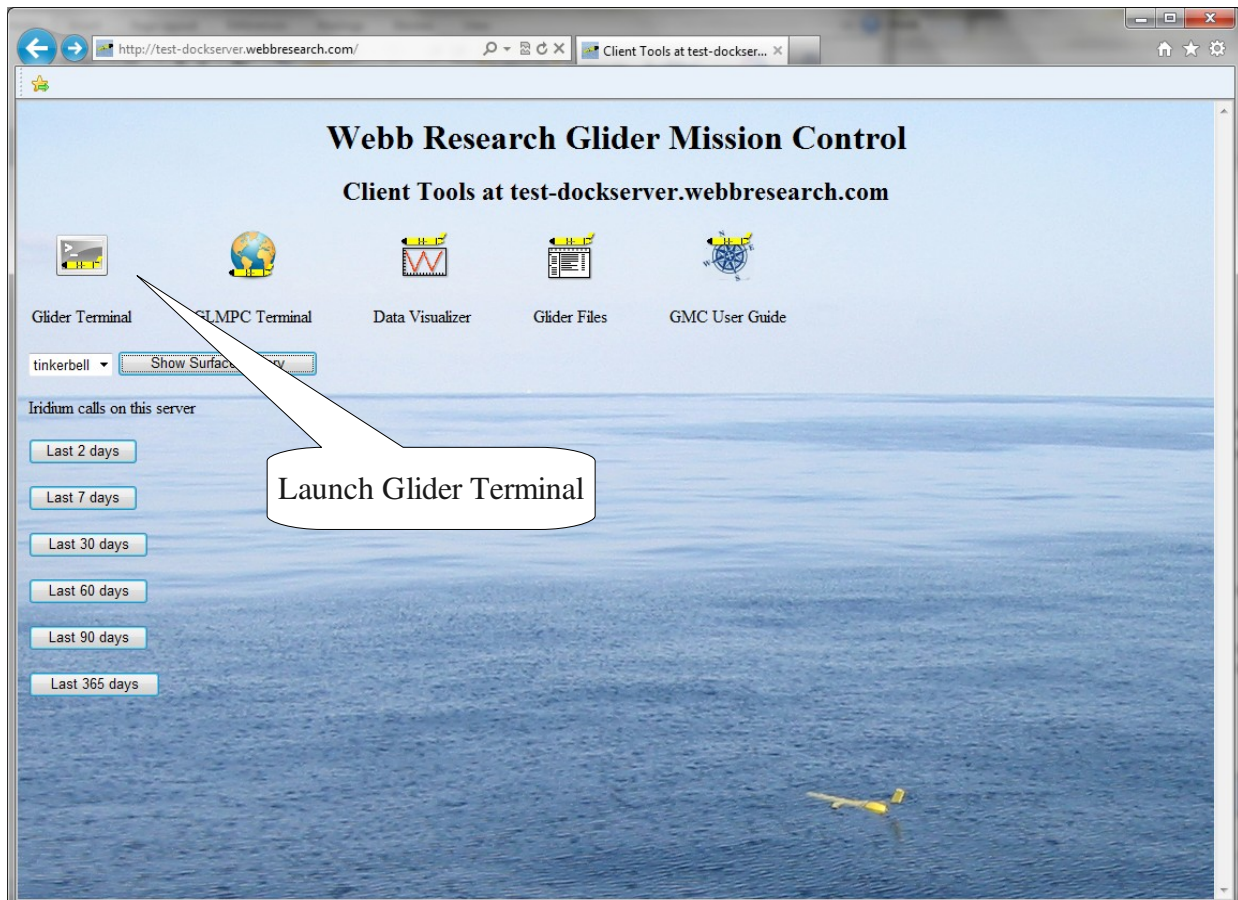 http://test-dockserver.webbresearch.com/
Client Tools at test-dockser...
Webb Research Glider Mission Control
Client Tools at test-dockserver.webbresearch.com
N
W E
S
Glider Terminal GLMPC Terminal Data Visualizer Glider Files GMC User Guide
tinkerbell Show Surface
Iridium calls on this server
Last 2 days
Launch Glider Terminal
Last 7 days
Last 30 days
Last 60 days
Last 90 days
Last 365 days